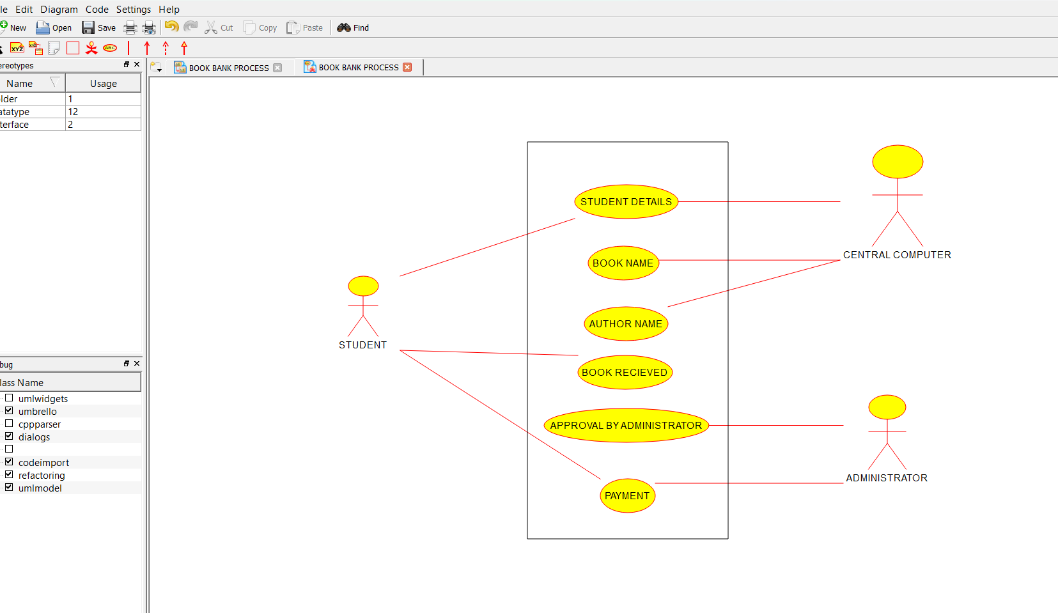 le Edit Diagram Code Settings Help
New Open Save Cut Copy Paste Find
XYZ
ereotypes
BOOK BANK PROCESS BOOK BANK PROCESS
Name Usage
lder 1
atatype 12
terface 2
STUDENT DETAILS
BOOK NAME
CENTRAL COMPUTER
AUTHOR NAME
STUDENT
BOOK RECIEVED
APPROVAL BY ADMINISTRATOR
ADMINISTRATOR
PAYMENT
bug
lass Name
umlwidgets
umbrello
cppparser
dialogs
codeimport
refactoring
umlmodel